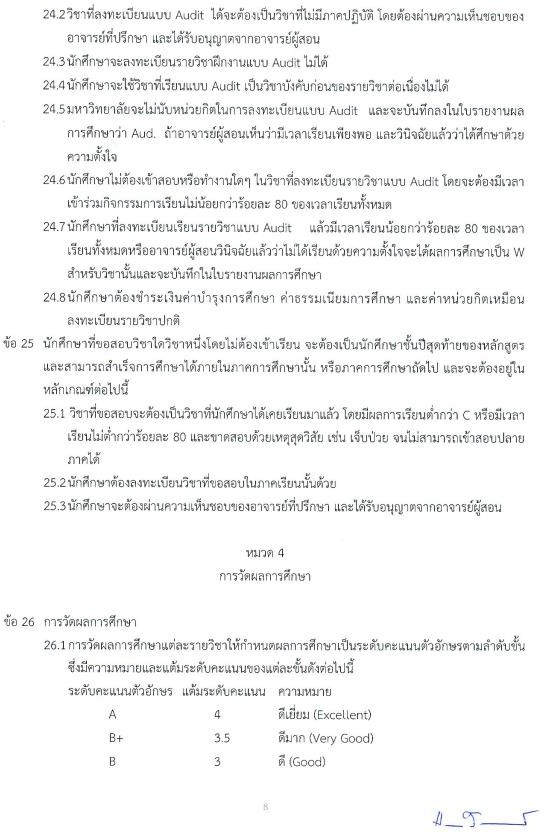 24.2 วิชาที่ลงทะเบียนแบบ Audit ได้จะต้องเป็นวิชาที่ไม่มีภาคปฏิบัติ โดยต้องผ่านความเห็นชอบของ
อาจารย์ที่ปรึกษา และได้รับอนุญาตจากอาจารย์ผู้สอน
24.3 นักศึกษาจะลงทะเบียนรายวิชาฝึกงานแบบ Audit ไม่ได้
24.4 นักศึกษาจะใช้วิชาที่เรียนแบบ Audit เป็นวิชาบังคับก่อนของรายวิชาต่อเนื่องไม่ได้
24.5 มหาวิทยาลัยจะไม่นับหน่วยกิตในการลงทะเบียนแบบ Audit และจะบันทึกลงในใบรายงานผล
การศึกษาว่า Aud. ถ้าอาจารย์ผู้สอนเห็นว่ามีเวลาเรียนเพียงพอ และวินิจฉัยแล้วว่าได้ศึกษาด้วย
ความตั้งใจ
24.6 นักศึกษาไม่ต้องเข้าสอบหรือทำงานใดๆ ในวิชาที่ลงทะเบียนรายวิชาแบบ Audit โดยจะต้องมีเวลา
เข้าร่วมกิจกรรมการเรียนไม่น้อยกว่าร้อยละ 80 ของเวลาเรียนทั้งหมด
24.7 นักศึกษาที่ลงทะเบียนเรียนรายวิชาแบบ Audit แล้วมีเวลาเรียนน้อยกว่าร้อยละ 80 ของเวลา
เรียนทั้งหมดหรืออาจารย์ผู้สอนวินิจฉัยแล้วว่าไม่ได้เรียนด้วยความตั้งใจจะได้ผลการศึกษาเป็น W
สำหรับวิชานั้นและจะบันทึกในใบรายงานผลการศึกษา
24.8 นักศึกษาต้องชำระเงินค่าบำรุงการศึกษา ค่าธรรมเนียมการศึกษา และค่าหน่วยกิตเหมือน
ลงทะเบียนรายวิชาปกติ
ข้อ 25 นักศึกษาที่ขอสอบวิชาใดวิชาหนึ่งโดยไม่ต้องเข้าเรียน จะต้องเป็นนักศึกษาชั้นปีสุดท้ายของหลักสูตร
และสามารถสำเร็จการศึกษาได้ภายในภาคการศึกษานั้น หรือภาคการศึกษาถัดไป และจะต้องอยู่ใน
หลักเกณฑ์ต่อไปนี้
25.1 วิชาที่ขอสอบจะต้องเป็นวิชาที่นักศึกษาได้เคยเรียนมาแล้ว โดยมีผลการเรียนต่ำกว่า C หรือมีเวลา
เรียนไม่ต่ำกว่าร้อยละ 80 และขาดสอบด้วยเหตุสุดวิสัย เช่น เจ็บป่วย จนไม่สามารถเข้าสอบปลาย
ภาคได้
25.2 นักศึกษาต้องลงทะเบียนวิชาที่ขอสอบในภาคเรียนนั้นด้วย
25.3 นักศึกษาจะต้องผ่านความเห็นชอบของอาจารย์ที่ปรึกษา และได้รับอนุญาตจากอาจารย์ผู้สอน
หมวด 4
การวัดผลการศึกษา
ข้อ 26 การวัดผลการศึกษา
26.1 การวัดผลการศึกษาแต่ละรายวิชาให้กำหนดผลการศึกษาเป็นระดับคะแนนตัวอักษรตามลำดับขั้น
ซึ่งมีความหมายและแต้มระดับคะแนนของแต่ละขั้นดังต่อไปนี้
ระดับคะแนนตัวอักษร แต้มระดับคะแนน ความหมาย
A 4 ดีเยี่ยม (Excellent)
B+ 3.5 ดีมาก (Very Good)
B 3 ดี (Good)
8